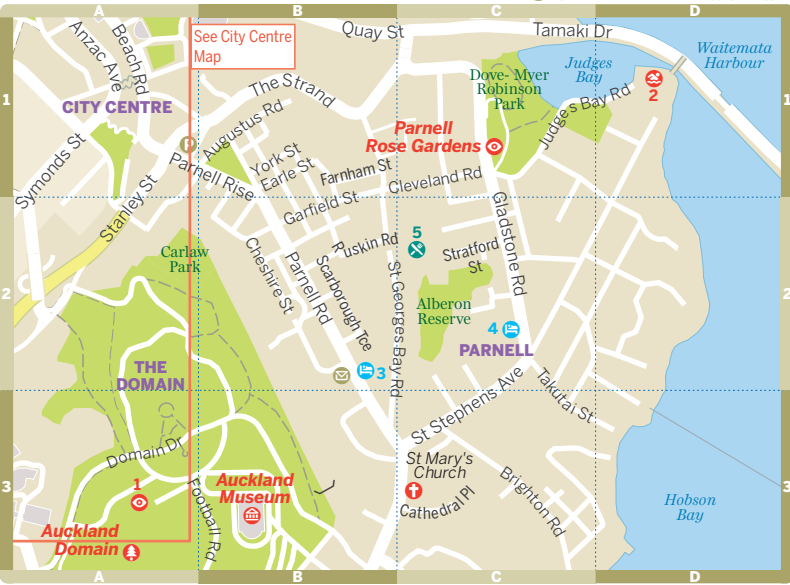 A
B
C
D
Anzac Ave
Beach Rd
See City Centre
Map
Quay St
Tamaki Dr
Judges
Bay
Waitemata
Harbour
1
CITY CENTRE
The Strand
Dove- Myer
Robinson
Park
2
1
Augustus Rd
Judge's Bay Rd
Parnell
Rose Gardens
P
Symonds St
Stanley St
Parnell Rise
York St
Earle St
Farnham St
Cleveland Rd
Garfield St
Gladstone Rd
Carlaw
Park
Cheshire St
Parnell Rd
Ruskin Rd
5
Stratford
St
Scarborough Tce
St Georges Bay Rd
2
Alberon
Reserve
4
PARNELL
2
THE
DOMAIN
3
St Stephens Ave
Takutai St
Domain Dr
St Mary's
Church
3
1
Auckland
Museum
Cathedral Pl
Brighton Rd
Hobson
Bay
3
Football Rd
Auckland
Domain
A
B
C
D